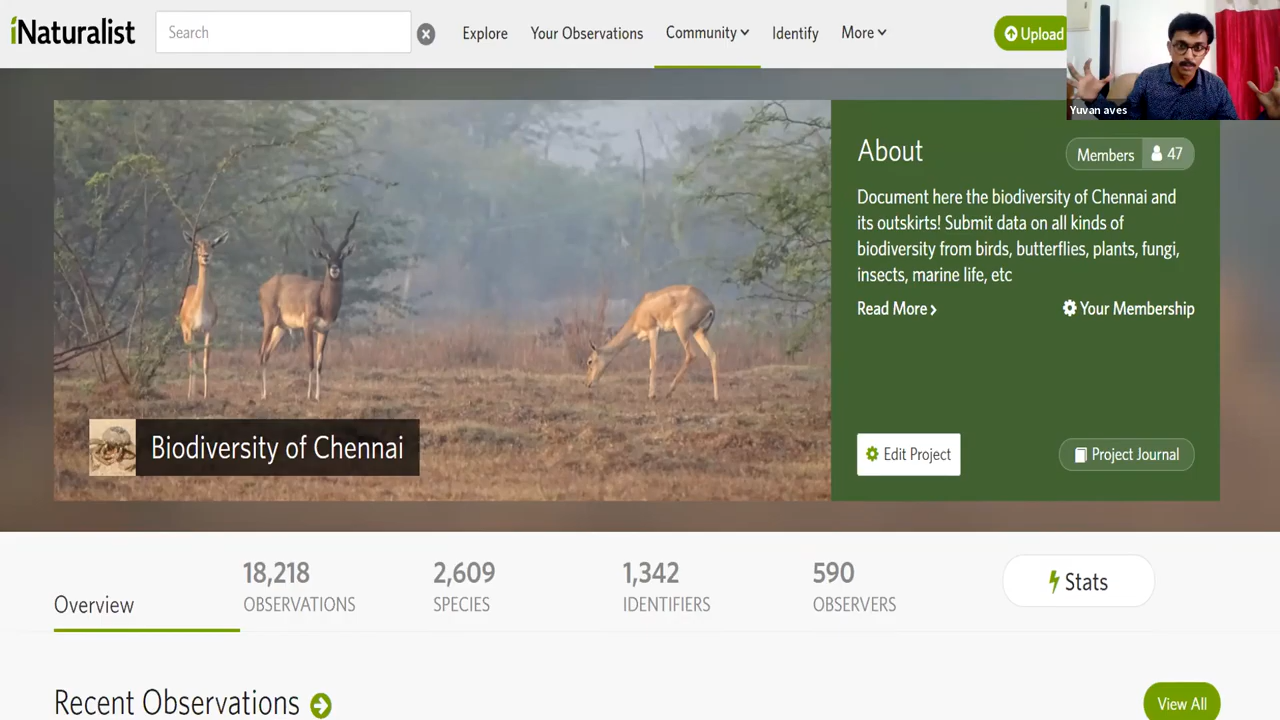 iNaturalist
Search
Explore
Your Observations
Community
Identify
More
Upload
Yuvan aves
About
Members 47
Document here the biodiversity of Chennai and
its outskirts! Submit data on all kinds of
biodiversity from birds, butterflies, plants, fungi,
insects, marine life, etc
Read More
Your Membership
Biodiversity of Chennai
Edit Project
Project Journal
Overview
18,218
OBSERVATIONS
2,609
SPECIES
1,342
IDENTIFIERS
590
OBSERVERS
Stats
Recent Observations
View All